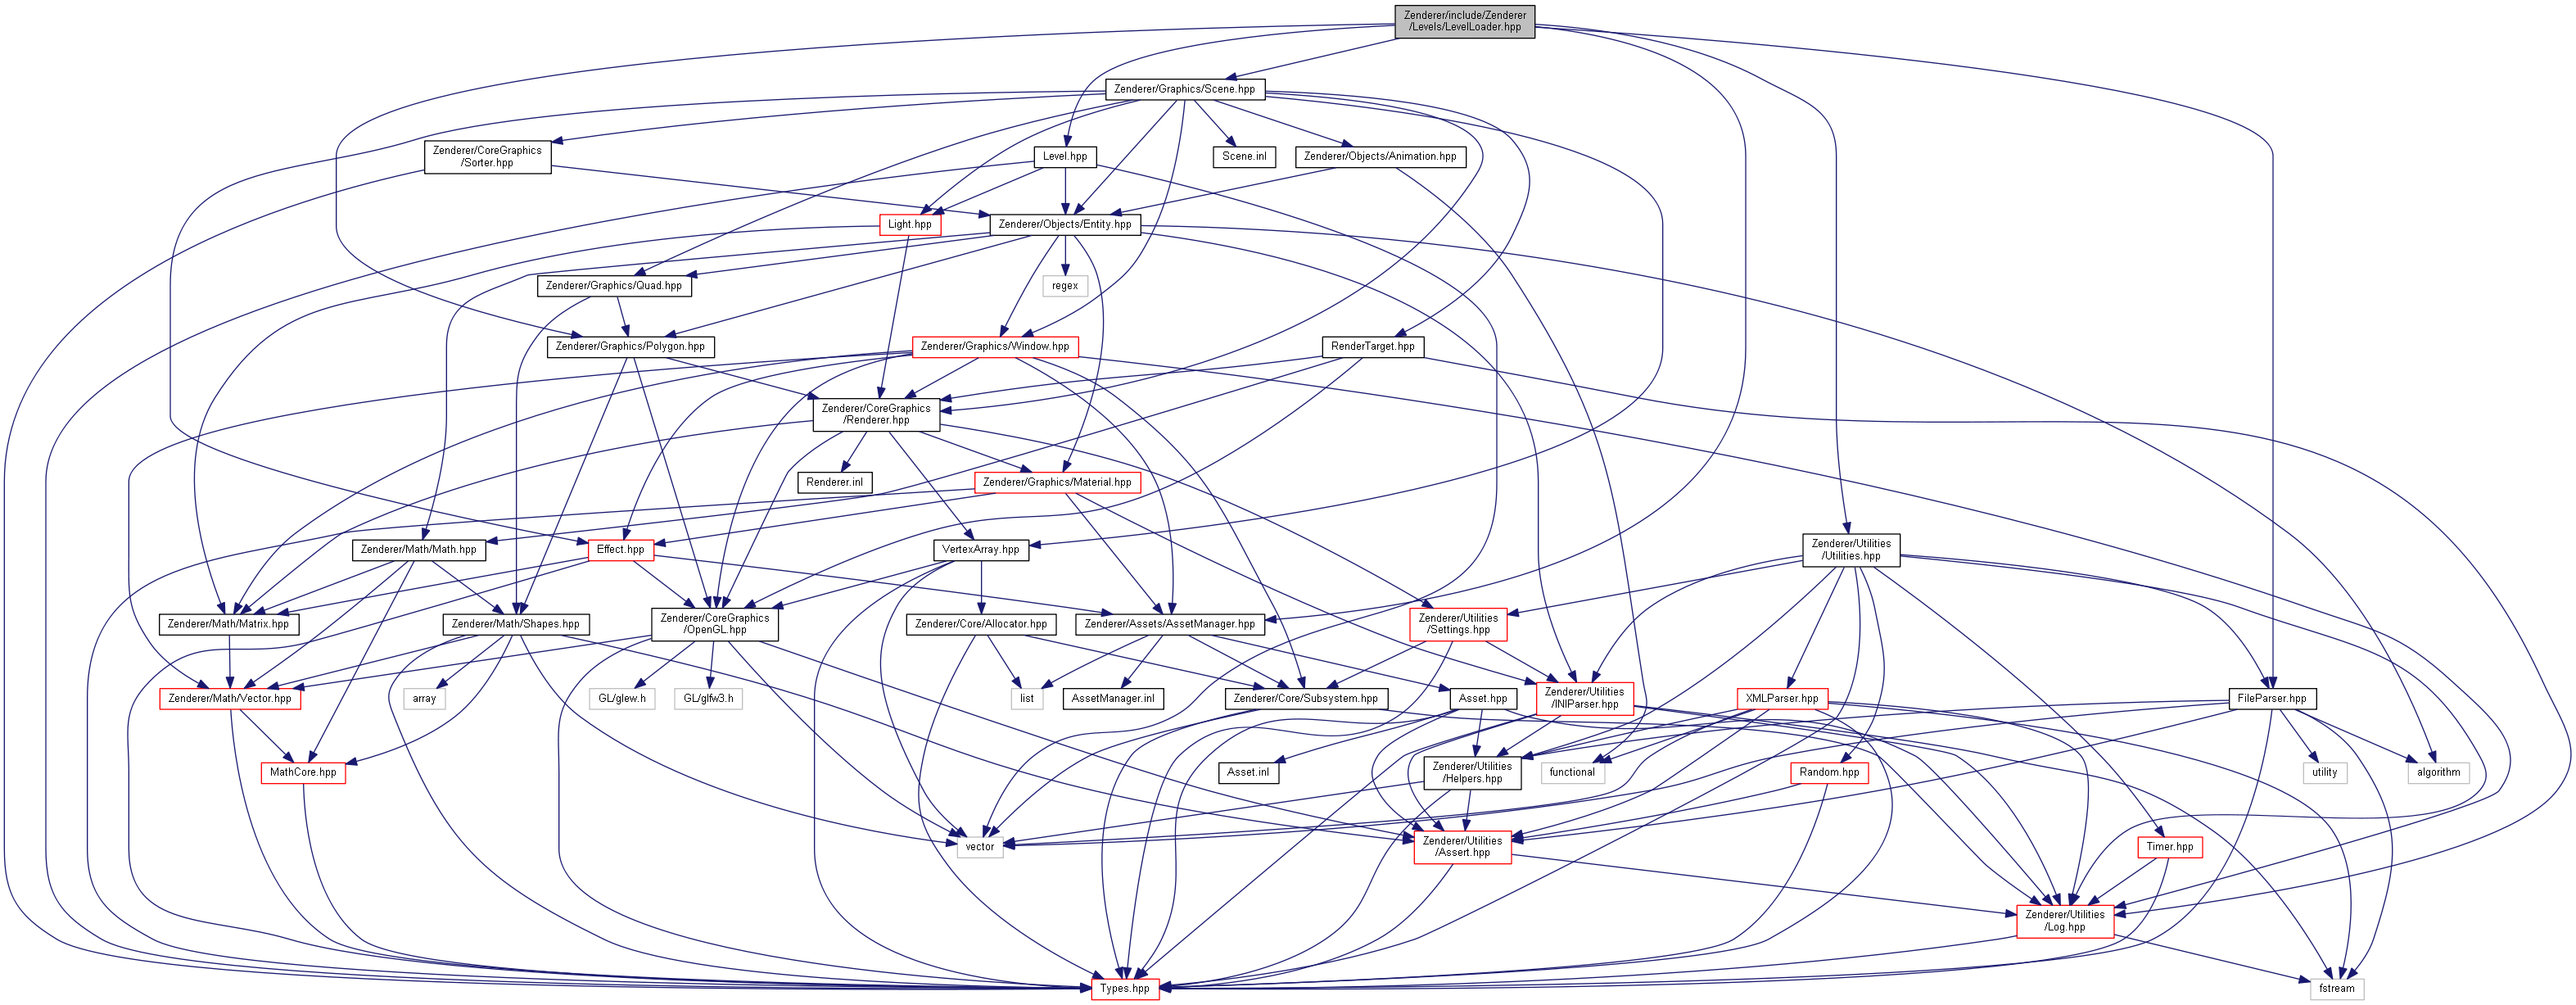 Zenderer/include/Zenderer
/Levels/LevelLoader.hpp
Zenderer/Graphics/Scene.hpp
Zenderer/CoreGraphics
/Sorter.hpp
Level.hpp
Scene.inl
Zenderer/Objects/Animation.hpp
Light.hpp
Zenderer/Objects/Entity.hpp
Zenderer/Graphics/Quad.hpp
regex
Zenderer/Graphics/Polygon.hpp
Zenderer/Graphics/Window.hpp
RenderTarget.hpp
Zenderer/CoreGraphics
/Renderer.hpp
Renderer.inl
Zenderer/Graphics/Material.hpp
Zenderer/Math/Math.hpp
Effect.hpp
VertexArray.hpp
Zenderer/Utilities
/Utilities.hpp
Zenderer/Math/Matrix.hpp
Zenderer/Math/Shapes.hpp
Zenderer/CoreGraphics
/OpenGL.hpp
Zenderer/Core/Allocator.hpp
Zenderer/Assets/AssetManager.hpp
Zenderer/Utilities
/Settings.hpp
Zenderer/Math/Vector.hpp
array
GL/glew.h
GL/glfw3.h
list
AssetManager.inl
Zenderer/Core/Subsystem.hpp
Asset.hpp
Zenderer/Utilities
/INIParser.hpp
XMLParser.hpp
FileParser.hpp
MathCore.hpp
Asset.inl
Zenderer/Utilities
/Helpers.hpp
functional
Random.hpp
utility
algorithm
vector
Zenderer/Utilities
/Assert.hpp
Timer.hpp
Zenderer/Utilities
/Log.hpp
Types.hpp
fstream